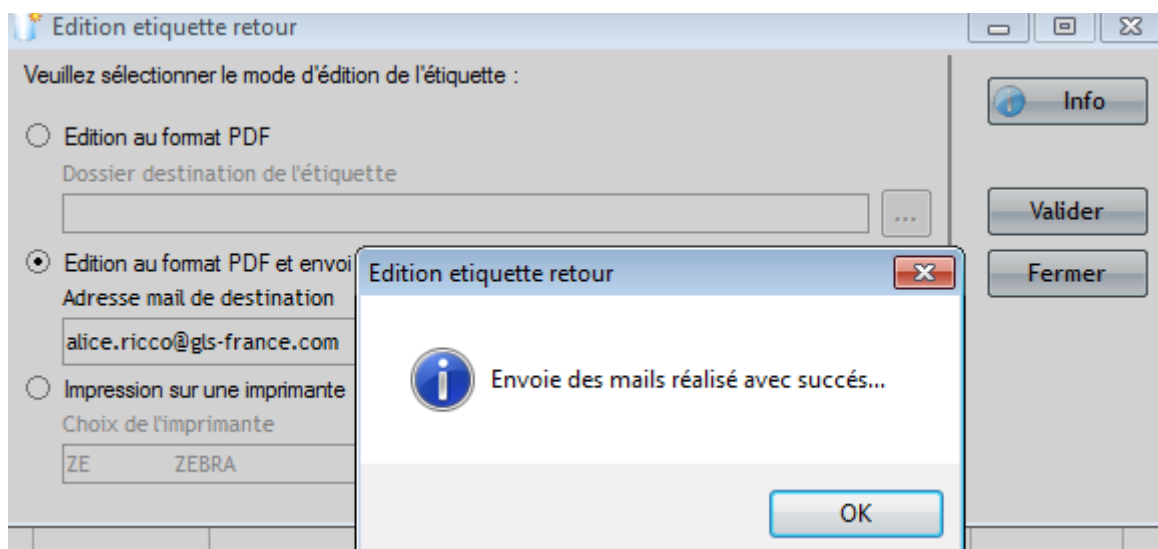 Edition etiquette retour
Veuillez sélectionner le mode d'édition de l'étiquette :
Info
Edition au format PDF
Dossier destination de l'étiquette
...
Valider
Edition au format PDF et envoi
Edition etiquette retour
Fermer
Adresse mail de destination
alice.ricco@gls-france.com
Envoie des mails réalisé avec succés...
Impression sur une imprimante
Choix de l'imprimante
ZE ZEBRA
OK